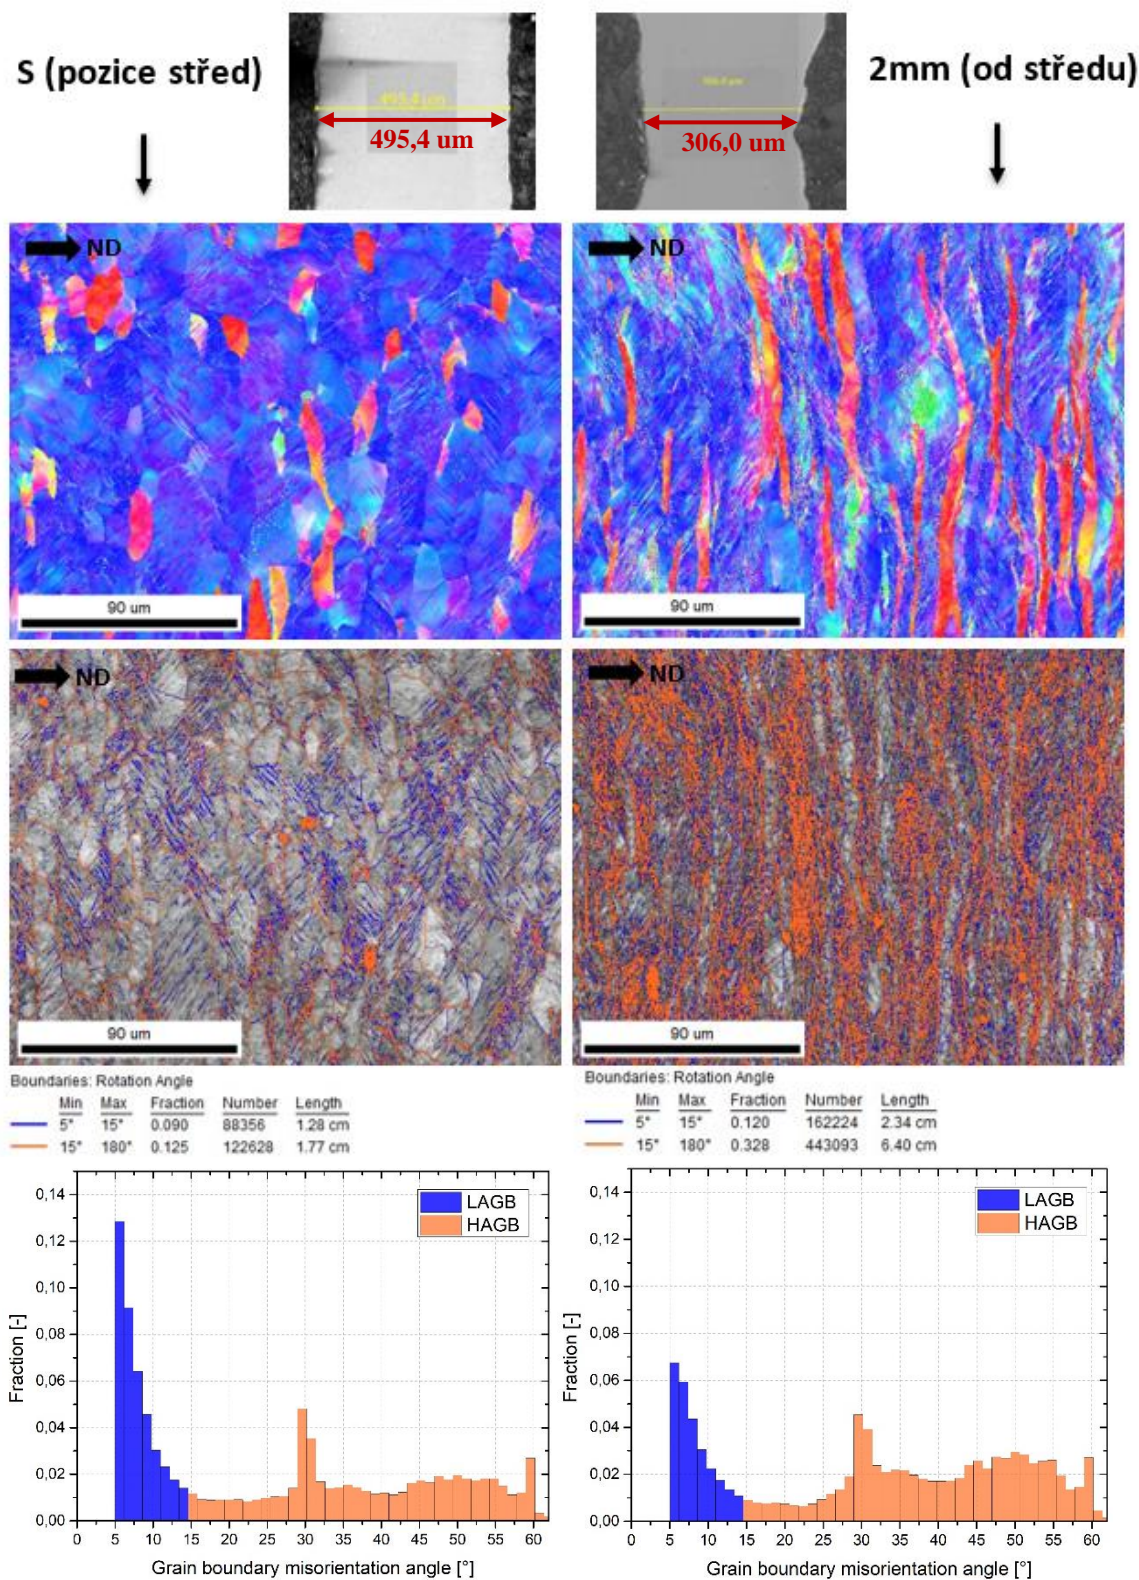 S (pozice střed)
495,4 μm
495,4 um
306,0 um
2mm (od středu)
ND
ND
90 um
90 um
ND
ND
90 um
90 um
Boundaries: Rotation Angle
Min Max Fraction Number Length
5° 15° 0.090 88356 1.28 cm
15° 180° 0.125 122628 1.77 cm
Boundaries: Rotation Angle
Min Max Fraction Number Length
5° 15° 0.120 162224 2.34 cm
15° 180° 0.328 443093 6.40 cm
LAGB
HAGB
Fraction [-]
0,14
0,12
0,10
0,08
0,06
0,04
0,02
0,00
0 5 10 15 20 25 30 35 40 45 50 55 60
Grain boundary misorientation angle [°]
LAGB
HAGB
Fraction [-]
0,14
0,12
0,10
0,08
0,06
0,04
0,02
0,00
0 5 10 15 20 25 30 35 40 45 50 55 60
Grain boundary misorientation angle [°]